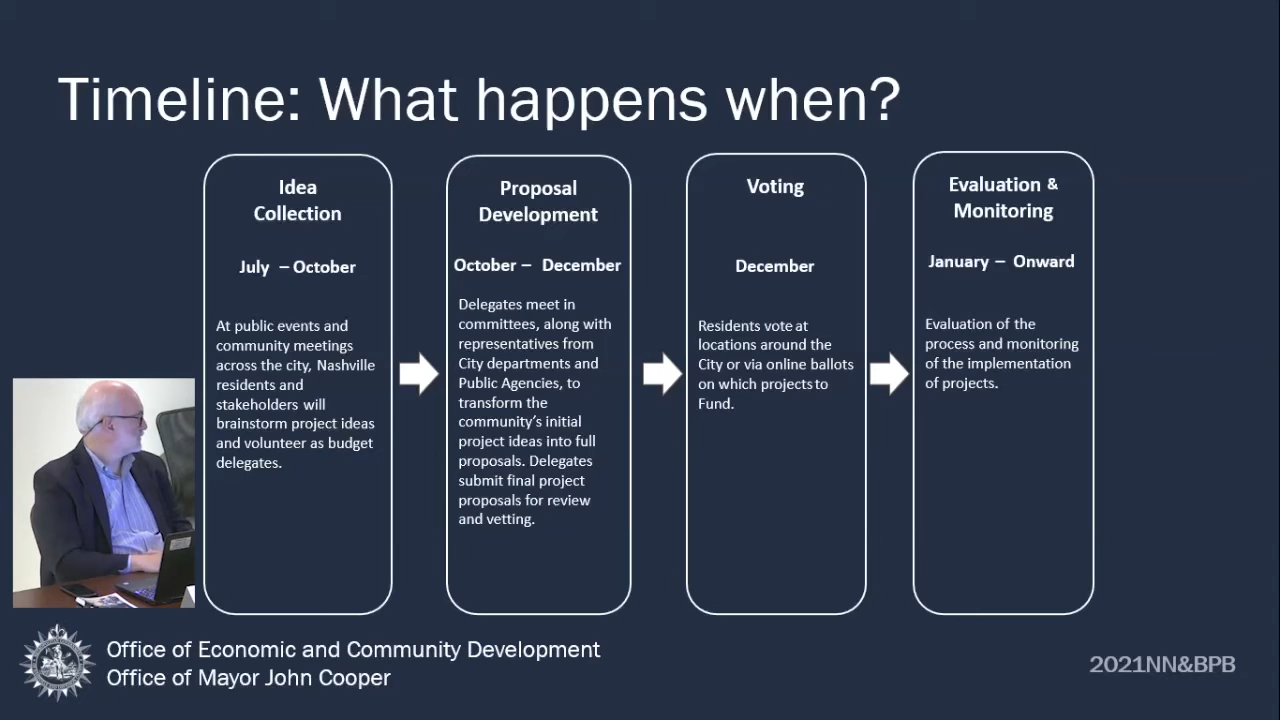 Timeline: What happens when?
Idea
Collection
July – October
At public events and
community meetings
across the city, Nashville
residents and
stakeholders will
brainstorm project ideas
and volunteer as budget
delegates.
Proposal
Development
October – December
Delegates meet in
committees, along with
representatives from
City departments and
Public Agencies, to
transform the
community's initial
project ideas into full
proposals. Delegates
submit final project
proposals for review
and vetting.
Voting
December
Residents vote at
locations around the
City or via online ballots
on which projects to
Fund.
Evaluation &
Monitoring
January – Onward
Evaluation of the
process and monitoring
of the implementation
of projects.
Office of Economic and Community Development
Office of Mayor John Cooper
2021NN&BPB